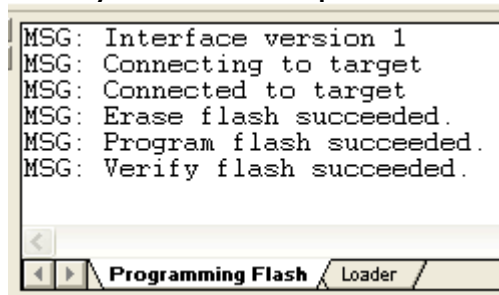 MSG: Interface version 1
MSG: Connecting to target
MSG: Connected to target
MSG: Erase flash succeeded.
MSG: Program flash succeeded.
MSG: Verify flash succeeded.
Programming Flash
Loader